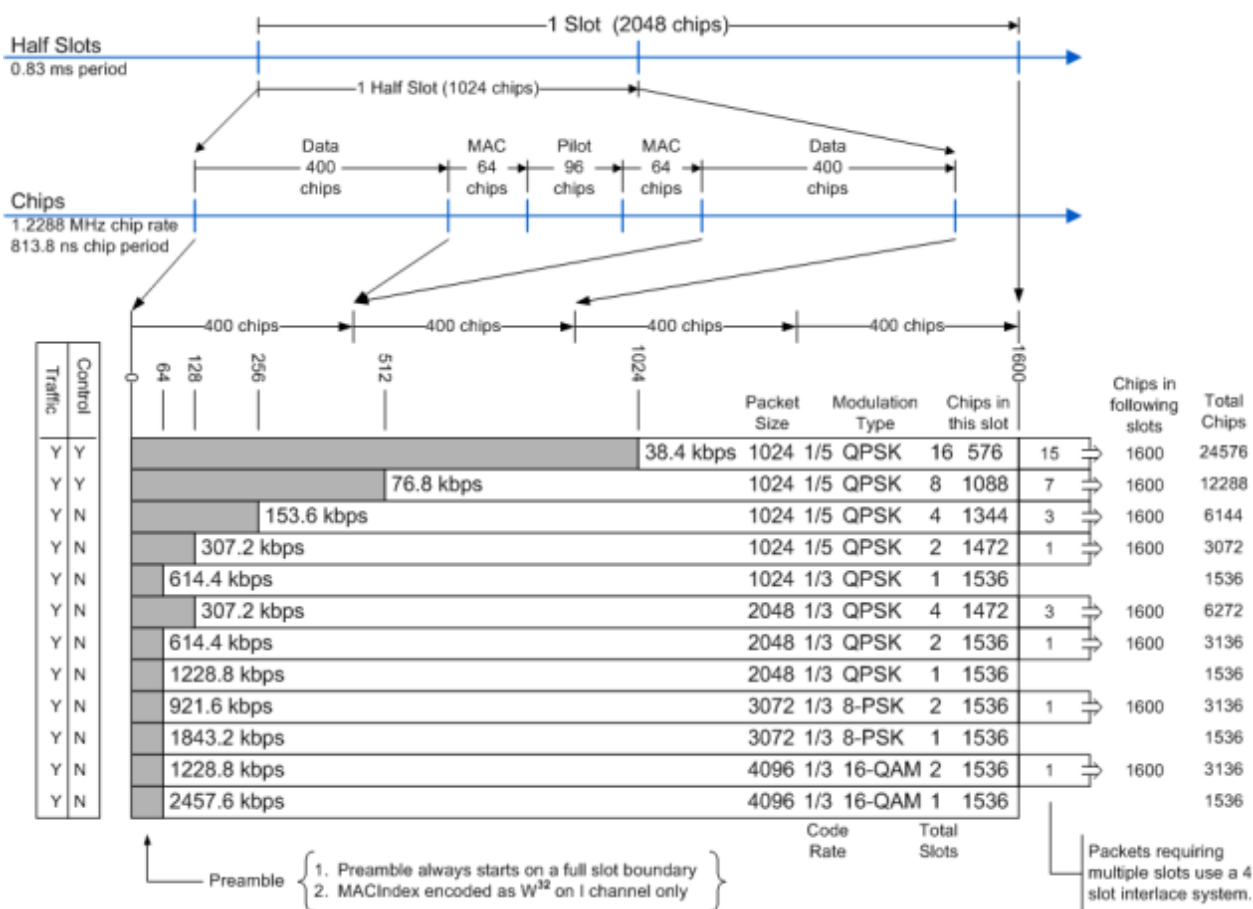 1 Slot (2048 chips)
Half Slots
0.83 ms period
1 Half Slot (1024 chips)
Data MAC Pilot MAC Data
400 64 96 64 400
chips chips chips chips chips
Chips
1.2288 MHz chip rate
813.8 ns chip period
400 chips 400 chips 400 chips 400 chips
Traffic Control 0 64 128 256 512 1024 1600
Packet Size Modulation Type Chips in this slot Chips in following slots Total Chips
Y Y 38.4 kbps 1024 1/5 QPSK 16 576 15 1600 24576
Y Y 76.8 kbps 1024 1/5 QPSK 8 1088 7 1600 12288
Y N 153.6 kbps 1024 1/5 QPSK 4 1344 3 1600 6144
Y N 307.2 kbps 1024 1/5 QPSK 2 1472 1 1600 3072
Y N 614.4 kbps 1024 1/3 QPSK 1 1536 1536
Y N 307.2 kbps 2048 1/3 QPSK 4 1472 3 1600 6272
Y N 614.4 kbps 2048 1/3 QPSK 2 1536 1 1600 3136
Y N 1228.8 kbps 2048 1/3 QPSK 1 1536 1536
Y N 921.6 kbps 3072 1/3 8-PSK 2 1536 1 1600 3136
Y N 1843.2 kbps 3072 1/3 8-PSK 1 1536 1536
Y N 1228.8 kbps 4096 1/3 16-QAM 2 1536 1 1600 3136
Y N 2457.6 kbps 4096 1/3 16-QAM 1 1536 1536
Code Rate Total Slots
Preamble
1. Preamble always starts on a full slot boundary
2. MACIndex encoded as W³² on I channel only
Packets requiring
multiple slots use a 4
slot interlace system.